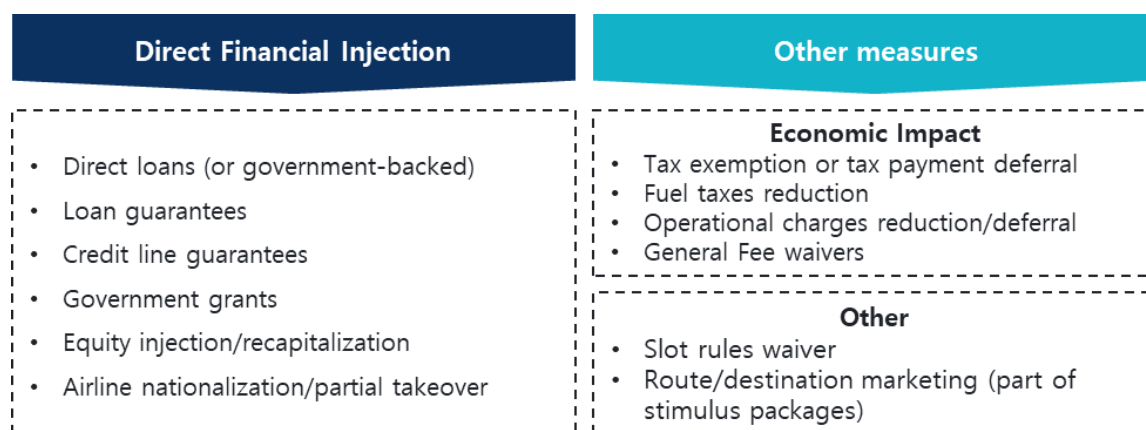 Direct Financial Injection
• Direct loans (or government-backed)
• Loan guarantees
• Credit line guarantees
• Government grants
• Equity injection/recapitalization
• Airline nationalization/partial takeover
Other measures
Economic Impact
• Tax exemption or tax payment deferral
• Fuel taxes reduction
• Operational charges reduction/deferral
• General Fee waivers
Other
• Slot rules waiver
• Route/destination marketing (part of
stimulus packages)